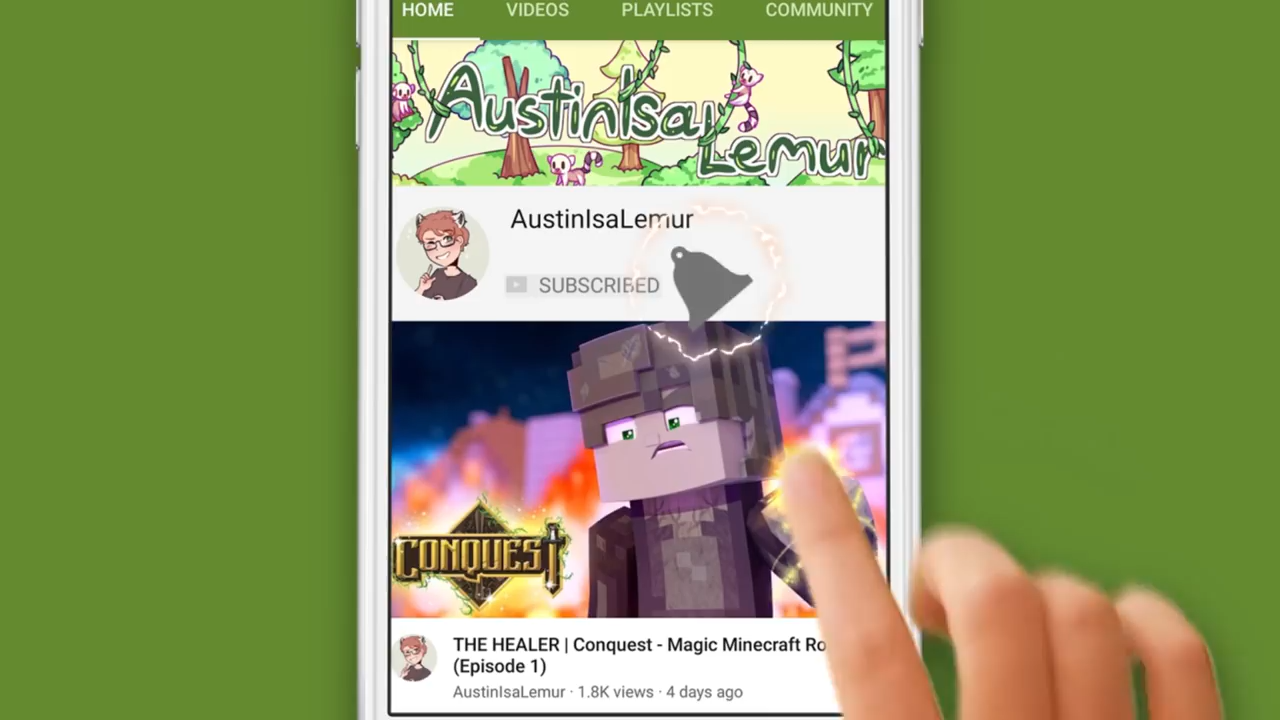 HOME VIDEOS PLAYLISTS COMMUNITY
AustinIsa
Lemur
AustinIsaLemur
SUBSCRIBED
CONQUEST
THE HEALER | Conquest - Magic Minecraft Ro
(Episode 1)
AustinIsaLemur · 1.8K views · 4 days ago